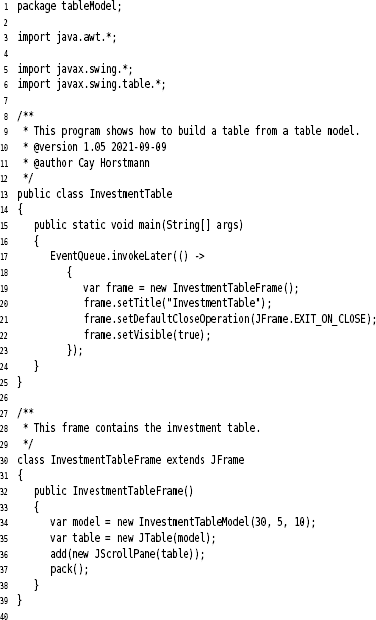 1 package tableModel;
2
3 import java.awt.*;
4
5 import javax.swing.*;
6 import javax.swing.table.*;
7
8 /**
9  * This program shows how to build a table from a table model.
10  * @version 1.05 2021-09-09
11  * @author Cay Horstmann
12  */
13 public class InvestmentTable
14 {
15    public static void main(String[] args)
16    {
17       EventQueue.invokeLater(() ->
18          {
19             var frame = new InvestmentTableFrame();
20             frame.setTitle("InvestmentTable");
21             frame.setDefaultCloseOperation(JFrame.EXIT_ON_CLOSE);
22             frame.setVisible(true);
23          });
24    }
25 }
26
27 /**
28  * This frame contains the investment table.
29  */
30 class InvestmentTableFrame extends JFrame
31 {
32    public InvestmentTableFrame()
33    {
34       var model = new InvestmentTableModel(30, 5, 10);
35       var table = new JTable(model);
36       add(new JScrollPane(table));
37       pack();
38    }
39 }
40